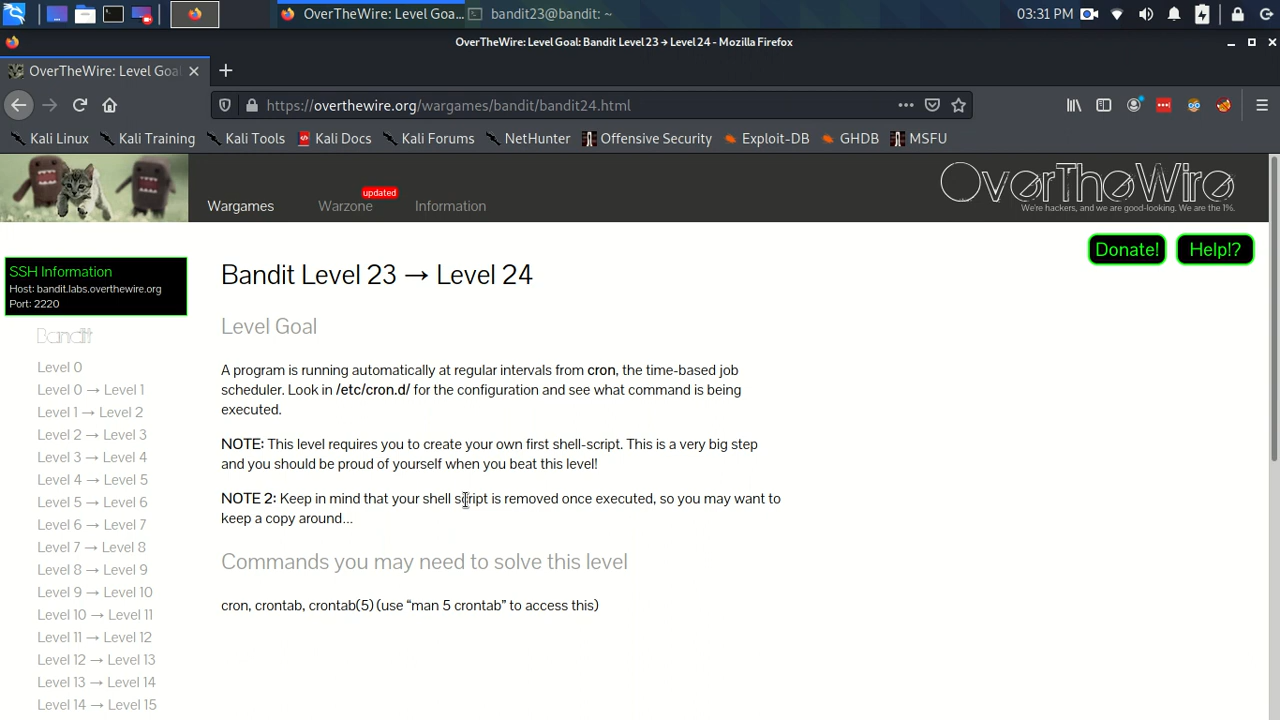 OverTheWire: Level Goa...
bandit23@bandit: ~
03:31 PM
OverTheWire: Level Goal: Bandit Level 23 → Level 24 - Mozilla Firefox
OverTheWire: Level Goal
https://overthewire.org/wargames/bandit/bandit24.html
Kali Linux
Kali Training
Kali Tools
Kali Docs
Kali Forums
NetHunter
Offensive Security
Exploit-DB
GHDB
MSFU
updated
Wargames
Warzone
Information
OverTheWire
We're hackers, and we are good-looking. We are the 1%.
Donate!
Help!?
SSH Information
Host: bandit.labs.overthewire.org
Port: 2220
Bandit
Level 0
Level 0 → Level 1
Level 1 → Level 2
Level 2 → Level 3
Level 3 → Level 4
Level 4 → Level 5
Level 5 → Level 6
Level 6 → Level 7
Level 7 → Level 8
Level 8 → Level 9
Level 9 → Level 10
Level 10 → Level 11
Level 11 → Level 12
Level 12 → Level 13
Level 13 → Level 14
Level 14 → Level 15
Bandit Level 23 → Level 24
Level Goal
A program is running automatically at regular intervals from cron, the time-based job
scheduler. Look in /etc/cron.d/ for the configuration and see what command is being
executed.
NOTE: This level requires you to create your own first shell-script. This is a very big step
and you should be proud of yourself when you beat this level!
NOTE 2: Keep in mind that your shell script is removed once executed, so you may want to
keep a copy around…
Commands you may need to solve this level
cron, crontab, crontab(5) (use “man 5 crontab” to access this)